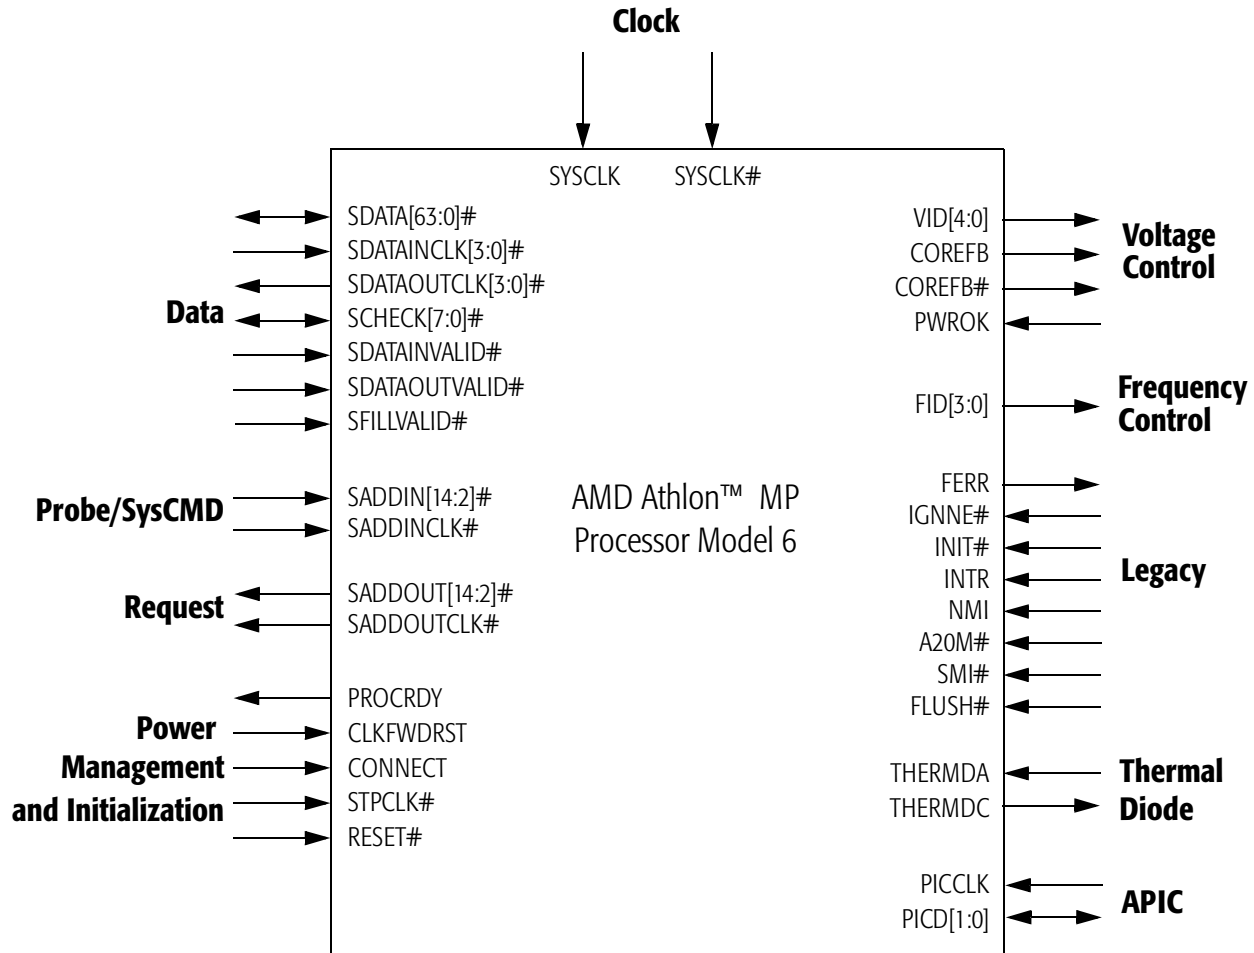 Clock
SYSCLK SYSCLK#
Data
SDATA[63:0]#
SDATAINCLK[3:0]#
SDATAOUTCLK[3:0]#
SCHECK[7:0]#
SDATAINVALID#
SDATAOUTVALID#
SFILLVALID#
Probe/SysCMD
SADDIN[14:2]#
SADDINCLK#
Request
SADDOUT[14:2]#
SADDOUTCLK#
Power
Management
and Initialization
PROCRDY
CLKFWDRST
CONNECT
STPCLK#
RESET#
AMD Athlon™ MP
Processor Model 6
VID[4:0]
COREFB
COREFB#
PWROK
Voltage
Control
FID[3:0]
Frequency
Control
FERR
IGNNE#
INIT#
INTR
NMI
A20M#
SMI#
FLUSH#
Legacy
THERMDA
THERMDC
Thermal
Diode
PICCLK
PICD[1:0]
APIC